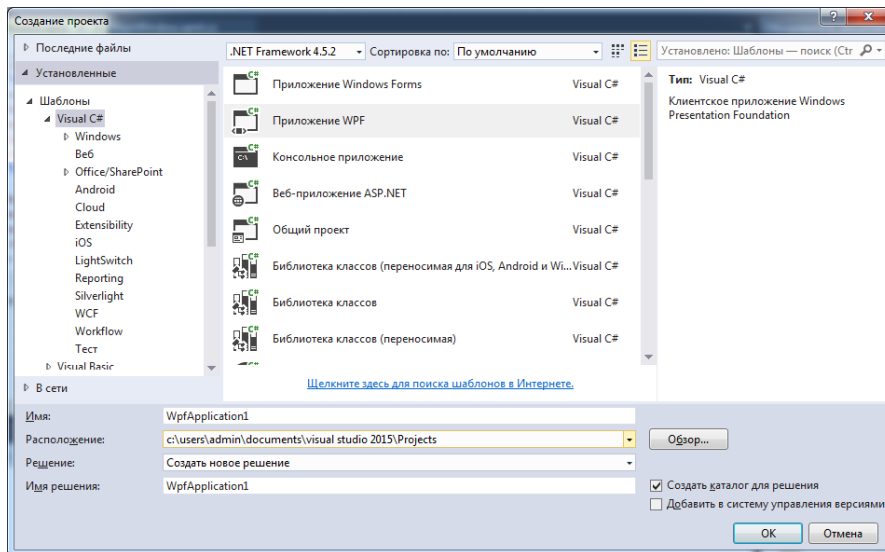 Создание проекта
Последние файлы
.NET Framework 4.5.2
Сортировка по: По умолчанию
Установлено: Шаблоны — поиск (Ctr
Установленные
Шаблоны
Visual C#
Windows
Веб
Office/SharePoint
Android
Cloud
Extensibility
iOS
LightSwitch
Reporting
Silverlight
WCF
Workflow
Тест
Visual Basic
В сети
Приложение Windows Forms Visual C#
Приложение WPF Visual C#
Консольное приложение Visual C#
Веб-приложение ASP.NET Visual C#
Общий проект Visual C#
Библиотека классов (переносимая для iOS, Android и Wi... Visual C#
Библиотека классов Visual C#
Библиотека классов (переносимая) Visual C#
Щелкните здесь для поиска шаблонов в Интернете.
Тип: Visual C#
Клиентское приложение Windows
Presentation Foundation
Имя: WpfApplication1
Расположение: c:\users\admin\documents\visual studio 2015\Projects
Обзор...
Решение: Создать новое решение
Имя решения: WpfApplication1
Создать каталог для решения
Добавить в систему управления версиями
OK
Отмена